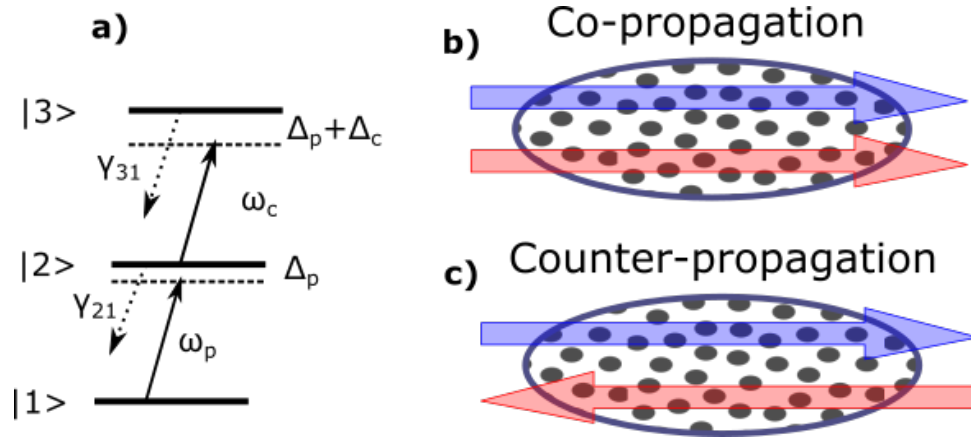 a)
|3>
Δp+Δc
γ31
ωc
|2>
Δp
γ21
ωp
|1>
b)
Co-propagation
c)
Counter-propagation